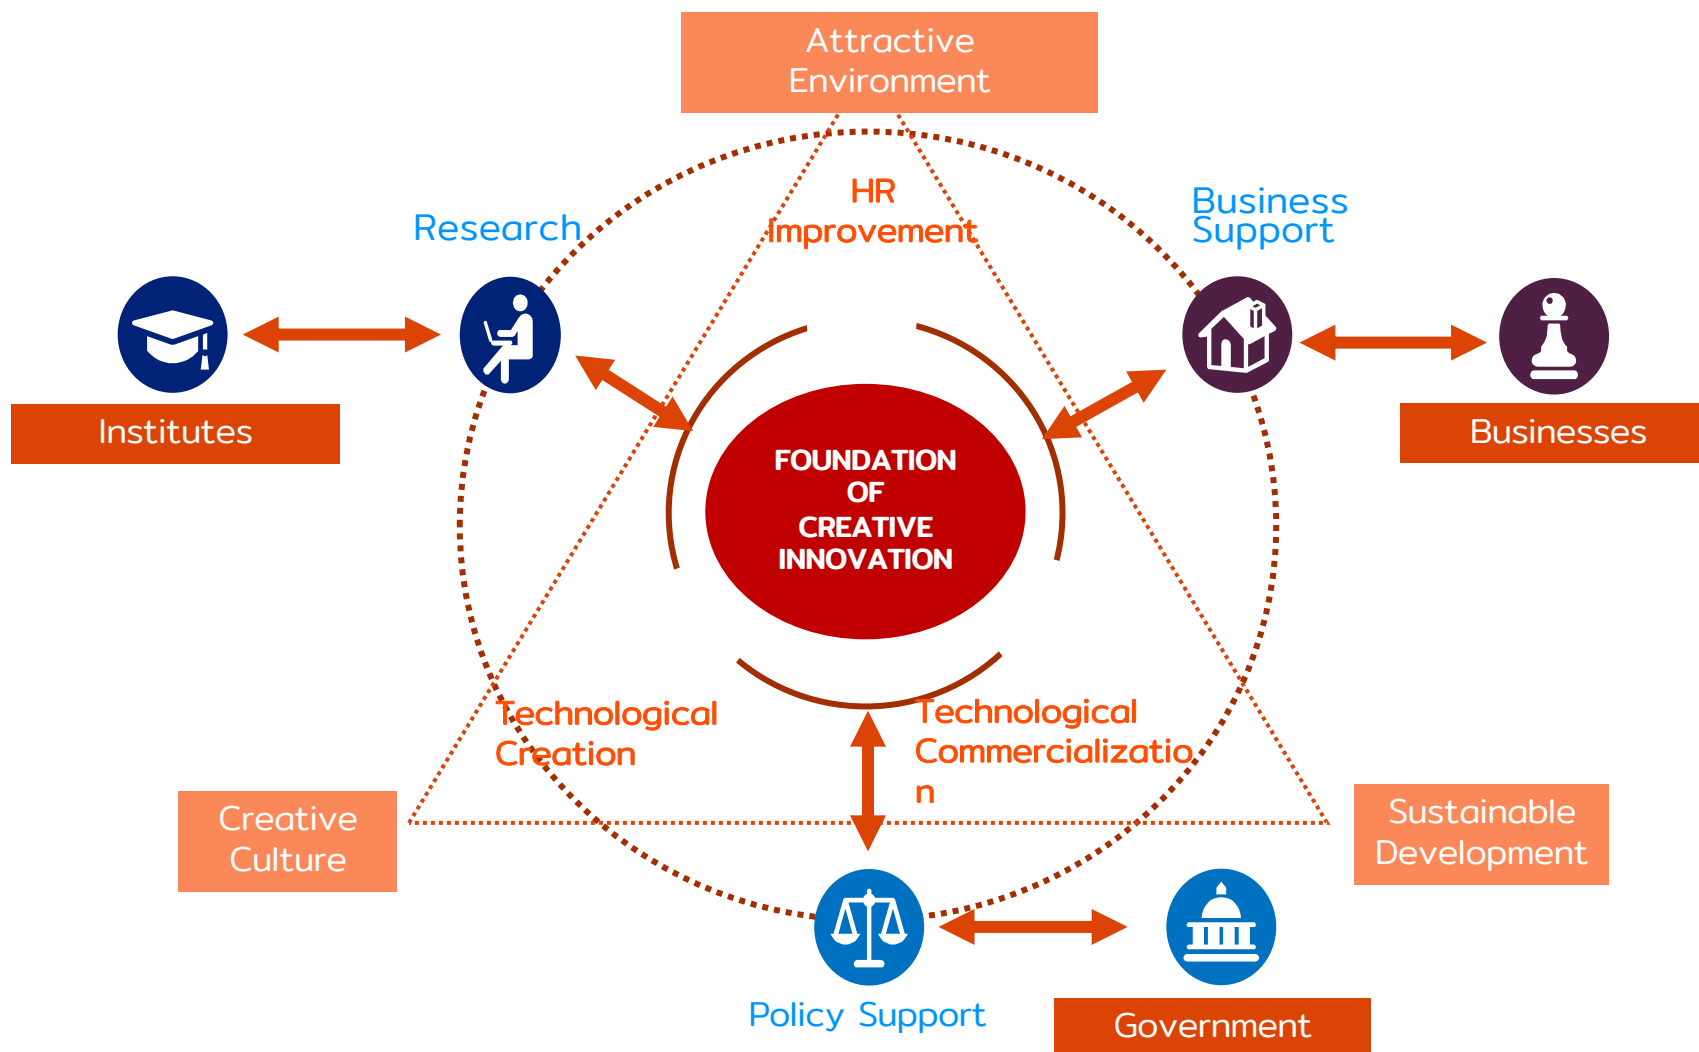 Attractive
Environment
HR
Improvement
Research
Business
Support
Institutes
Businesses
FOUNDATION
OF
CREATIVE
INNOVATION
Technological
Creation
Technological
Commercializatio
n
Creative
Culture
Sustainable
Development
Policy Support
Government